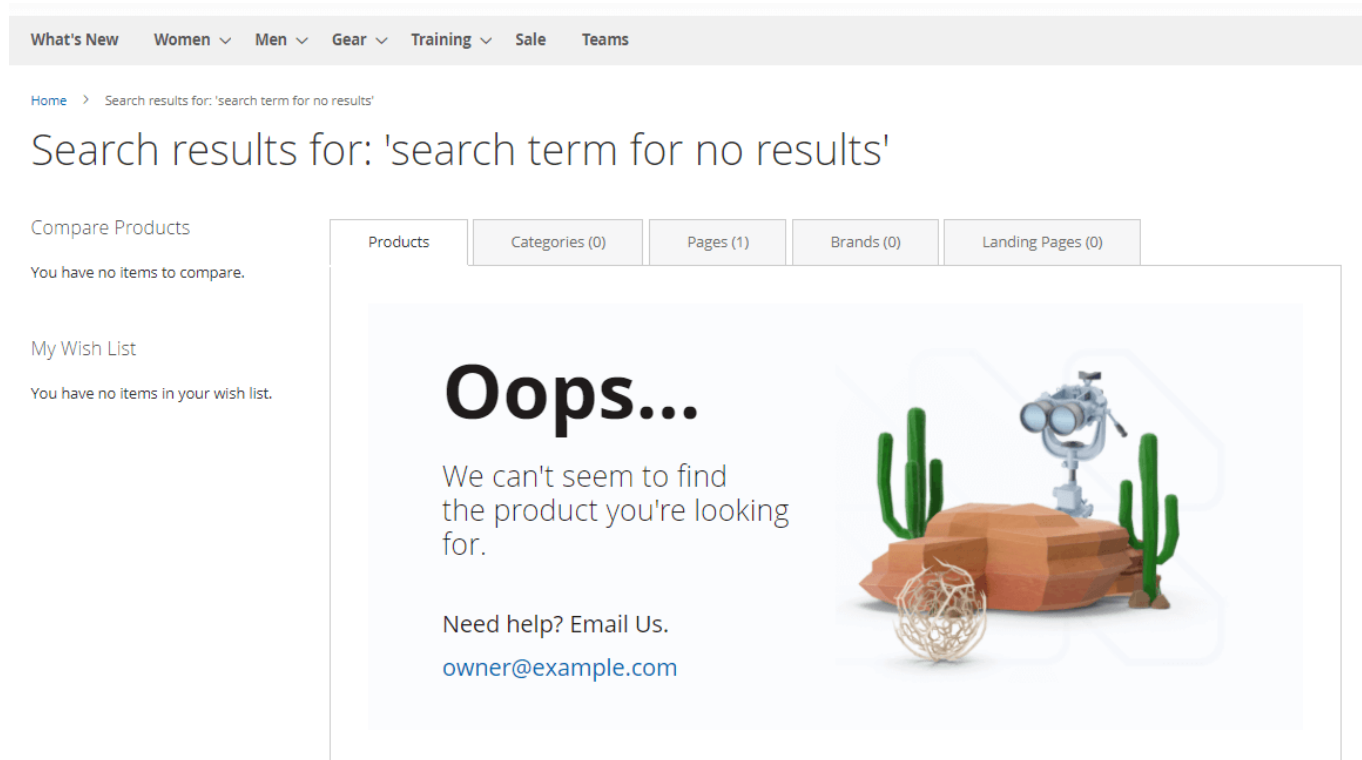 What's New Women Men Gear Training Sale Teams
Home > Search results for: 'search term for no results'
Search results for: 'search term for no results'
Compare Products
You have no items to compare.
My Wish List
You have no items in your wish list.
Products Categories (0) Pages (1) Brands (0) Landing Pages (0)
Oops...
We can't seem to find
the product you're looking
for.
Need help? Email Us.
owner@example.com